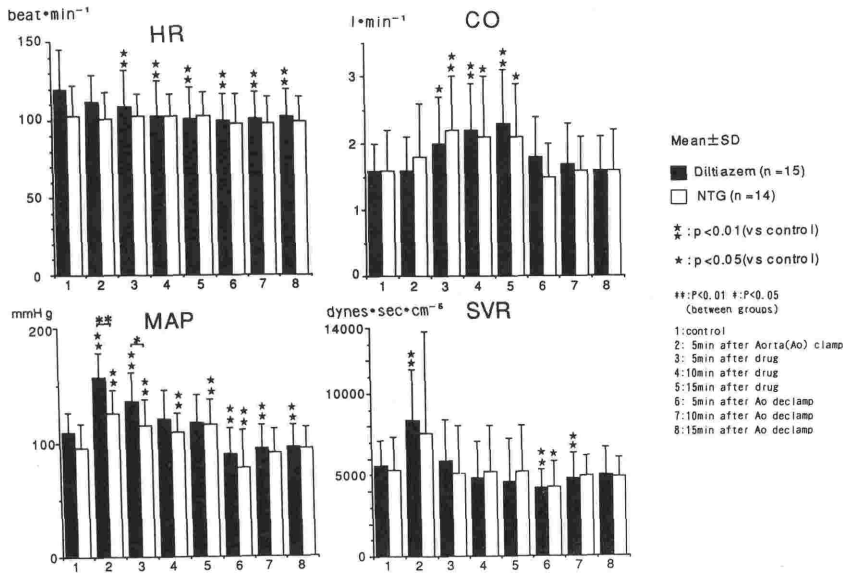 beat•min⁻¹
HR
150
100
50
0
1 2 3 4 5 6 7 8
l•min⁻¹
CO
3
2
1
0
1 2 3 4 5 6 7 8
mmHg
MAP
200
100
0
1 2 3 4 5 6 7 8
dynes•sec•cm⁻⁵
SVR
14000
10000
5000
0
1 2 3 4 5 6 7 8
Mean±SD
Diltiazem (n=15)
NTG (n=14)
★★:p<0.01(vs control)
★:p<0.05(vs control)
**:P<0.01 *:P<0.05
(between groups)
1:control
2: 5min after Aorta(Ao) clamp
3: 5min after drug
4:10min after drug
5:15min after drug
6: 5min after Ao declamp
7:10min after Ao declamp
8:15min after Ao declamp